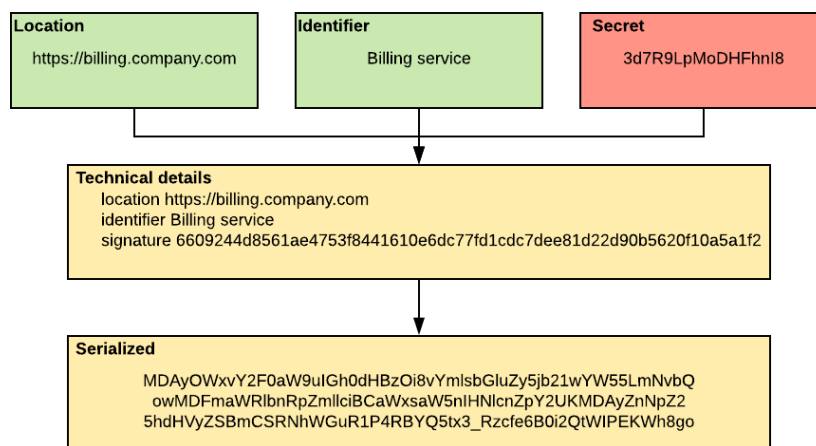 Location
https://billing.company.com
Identifier
Billing service
Secret
3d7R9LpMoDHFhnI8
Technical details
location https://billing.company.com
identifier Billing service
signature 6609244d8561ae4753f8441610e6dc77fd1cdc7dee81d22d90b5620f10a5a1f2
Serialized
MDAyOWxvY2F0aW9uIGh0dHBzOi8vYmlsbGluZy5jb21wYW55LmNvbQ
owMDFmaWRlbnRpZmllciBCaWxsaW5nIHNlcnZpY2UKMDAyZnNpZ2
5hdHVyZSBmCSRNhWGuR1P4RBYQ5tx3_Rzcfe6B0i2QtWIPEKWh8go